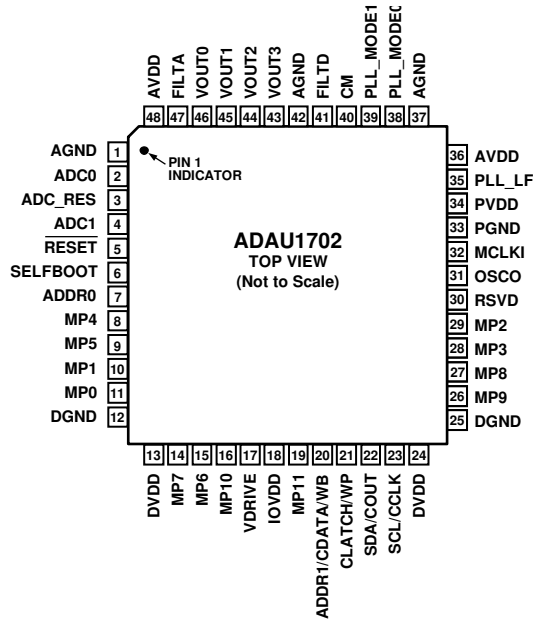 AVDD
FILTA
VOUT0
VOUT1
VOUT2
VOUT3
AGND
FILTD
CM
PLL_MODE1
PLL_MODE0
AGND
48
47
46
45
44
43
42
41
40
39
38
37
AGND 1
ADC0 2
ADC_RES 3
ADC1 4
RESET 5
SELFBOOT 6
ADDR0 7
MP4 8
MP5 9
MP1 10
MP0 11
DGND 12
PIN 1
INDICATOR
ADAU1702
TOP VIEW
(Not to Scale)
36 AVDD
35 PLL_LF
34 PVDD
33 PGND
32 MCLKI
31 OSCO
30 RSVD
29 MP2
28 MP3
27 MP8
26 MP9
25 DGND
13
14
15
16
17
18
19
20
21
22
23
24
DVDD
MP7
MP6
MP10
VDRIVE
IOVDD
MP11
ADDR1/CDATA/WB
CLATCH/WP
SDA/COUT
SCL/CCLK
DVDD